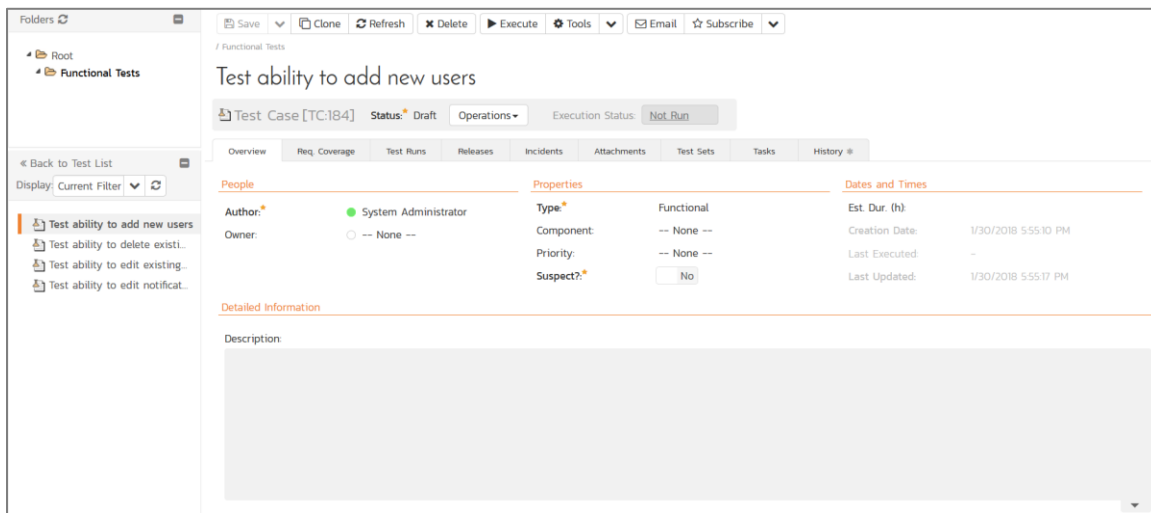 Folders
Root
Functional Tests
« Back to Test List
Display: Current Filter
Test ability to add new users
Test ability to delete existi...
Test ability to edit existing...
Test ability to edit notificat...
Save Clone Refresh Delete Execute Tools Email Subscribe
/ Functional Tests
Test ability to add new users
Test Case [TC:184] Status:* Draft Operations Execution Status: Not Run
Overview Req. Coverage Test Runs Releases Incidents Attachments Test Sets Tasks History
People
Author:* System Administrator
Owner: -- None --
Properties
Type:* Functional
Component: -- None --
Priority: -- None --
Suspect?:* No
Dates and Times
Est. Dur. (h):
Creation Date: 1/30/2018 5:55:10 PM
Last Executed: -
Last Updated: 1/30/2018 5:55:17 PM
Detailed Information
Description: